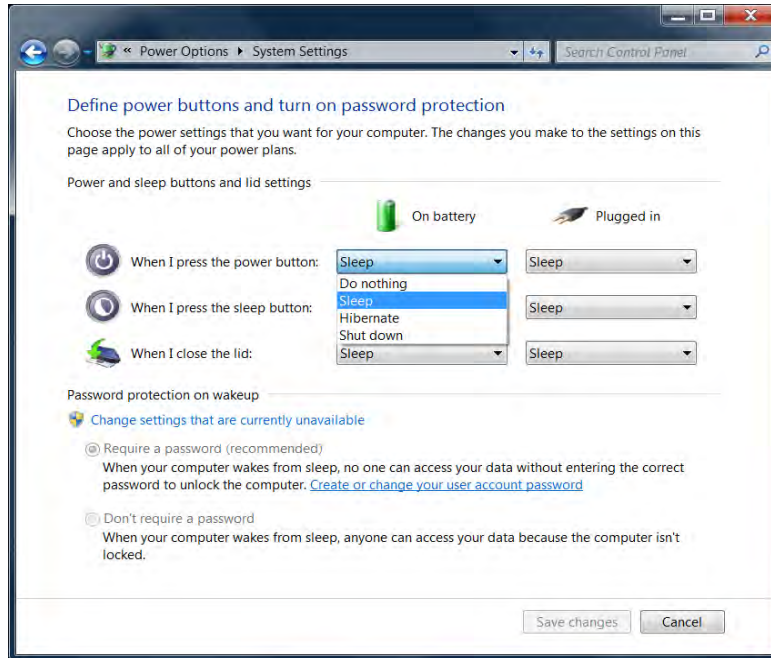 « Power Options ▸ System Settings
Search Control Panel
Define power buttons and turn on password protection
Choose the power settings that you want for your computer. The changes you make to the settings on this
page apply to all of your power plans.
Power and sleep buttons and lid settings
On battery
Plugged in
When I press the power button:
Sleep
Sleep
Do nothing
Sleep
Hibernate
Shut down
When I press the sleep button:
Sleep
When I close the lid:
Sleep
Sleep
Password protection on wakeup
Change settings that are currently unavailable
Require a password (recommended)
When your computer wakes from sleep, no one can access your data without entering the correct
password to unlock the computer. Create or change your user account password
Don't require a password
When your computer wakes from sleep, anyone can access your data because the computer isn't
locked.
Save changes
Cancel